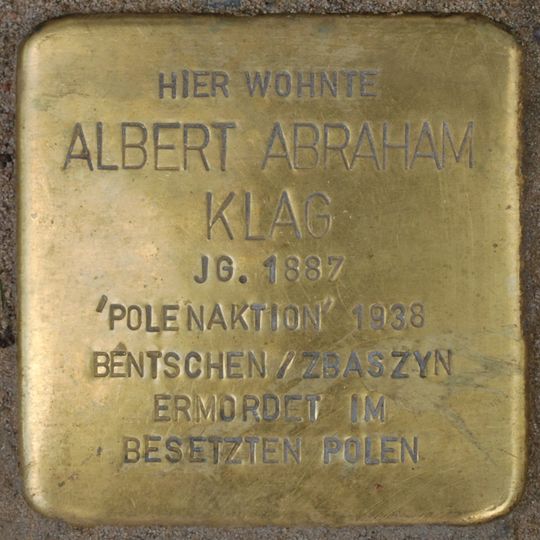 HIER WOHNTE
ALBERT ABRAHAM
KLAG
JG. 1887
'POLENAKTION' 1938
BENTSCHEN/ZBASZYN
ERMORDET IM
BESETZTEN POLEN